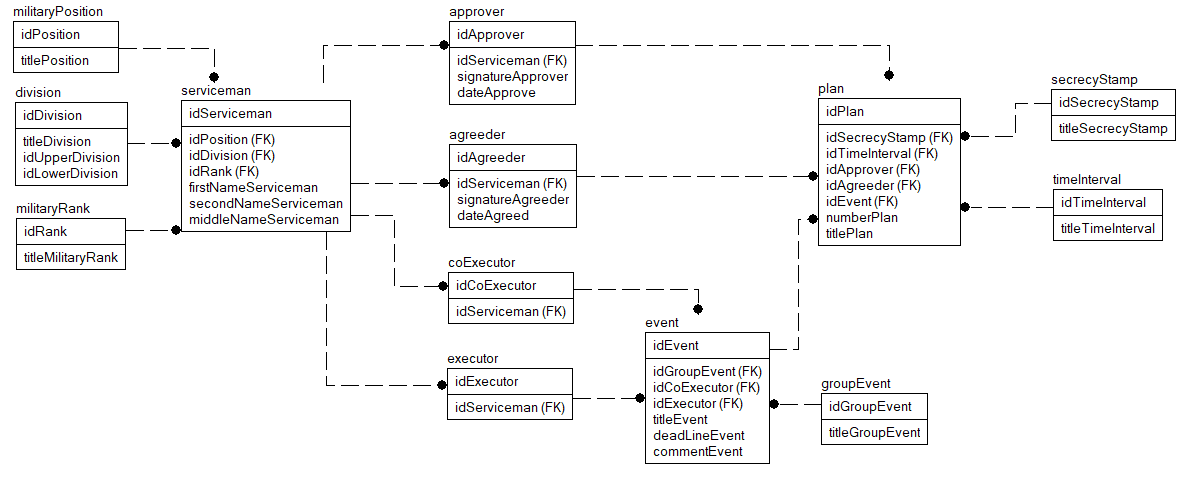 militaryPosition
idPosition
titlePosition
division
idDivision
titleDivision
idUpperDivision
idLowerDivision
militaryRank
idRank
titleMilitaryRank
serviceman
idServiceman
idPosition (FK)
idDivision (FK)
idRank (FK)
firstNameServiceman
secondNameServiceman
middleNameServiceman
approver
idApprover
idServiceman (FK)
signatureApprover
dateApprove
agreeder
idAgreeder
idServiceman (FK)
signatureAgreeder
dateAgreed
coExecutor
idCoExecutor
idServiceman (FK)
executor
idExecutor
idServiceman (FK)
event
idEvent
idGroupEvent (FK)
idCoExecutor (FK)
idExecutor (FK)
titleEvent
deadLineEvent
commentEvent
plan
idPlan
idSecrecyStamp (FK)
idTimeInterval (FK)
idApprover (FK)
idAgreeder (FK)
idEvent (FK)
numberPlan
titlePlan
secrecyStamp
idSecrecyStamp
titleSecrecyStamp
timeInterval
idTimeInterval
titleTimeInterval
groupEvent
idGroupEvent
titleGroupEvent